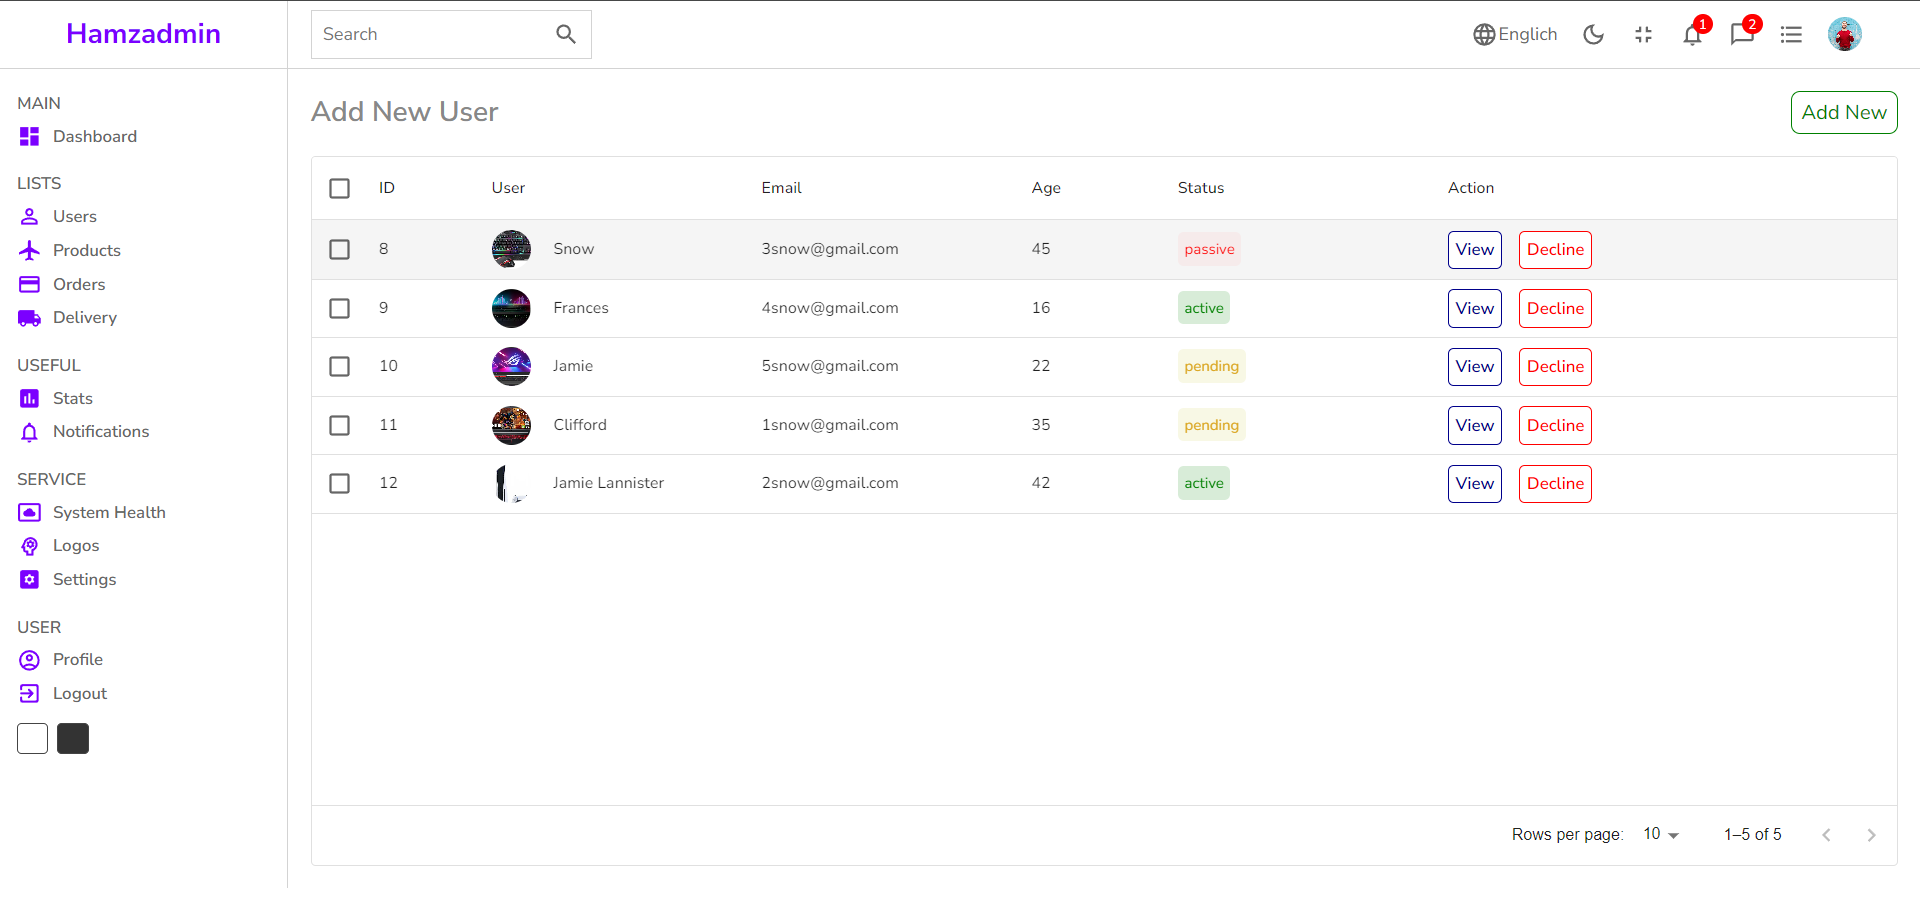 Hamzadmin
Search
Englich
1
2
MAIN
Dashboard
LISTS
Users
Products
Orders
Delivery
USEFUL
Stats
Notifications
SERVICE
System Health
Logos
Settings
USER
Profile
Logout
Add New User
Add New
ID User Email Age Status Action
8 Snow 3snow@gmail.com 45 passive View Decline
9 Frances 4snow@gmail.com 16 active View Decline
10 Jamie 5snow@gmail.com 22 pending View Decline
11 Clifford 1snow@gmail.com 35 pending View Decline
12 Jamie Lannister 2snow@gmail.com 42 active View Decline
Rows per page: 10 1–5 of 5